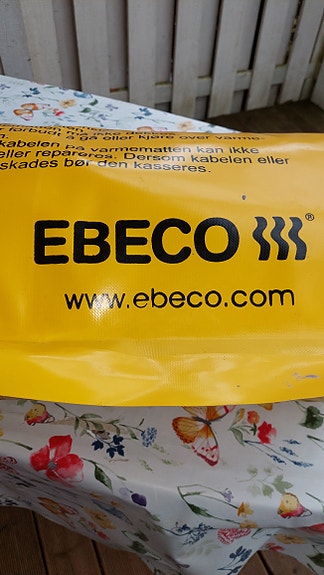 forbudt
å gå eller kjøre over varme-
kabelen på varmematten kan ikke
eller repareres. Dersom kabelen eller
skades bør den kasseres.
EBECO ®
www.ebeco.com